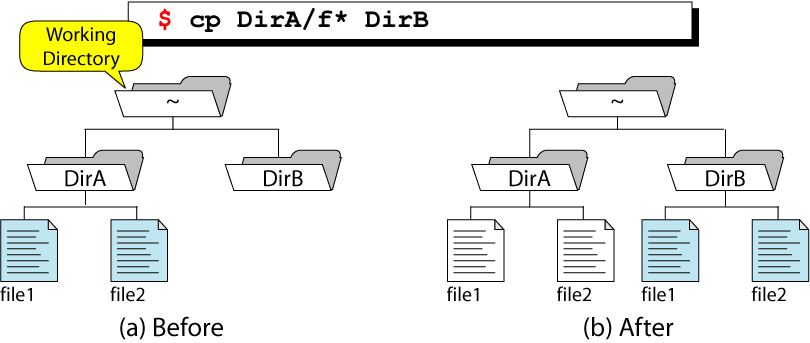 $ cp DirA/f* DirB
Working
Directory
~
~
DirA
DirB
DirA
DirB
file1
file2
file1
file2
file1
file2
(a) Before
(b) After